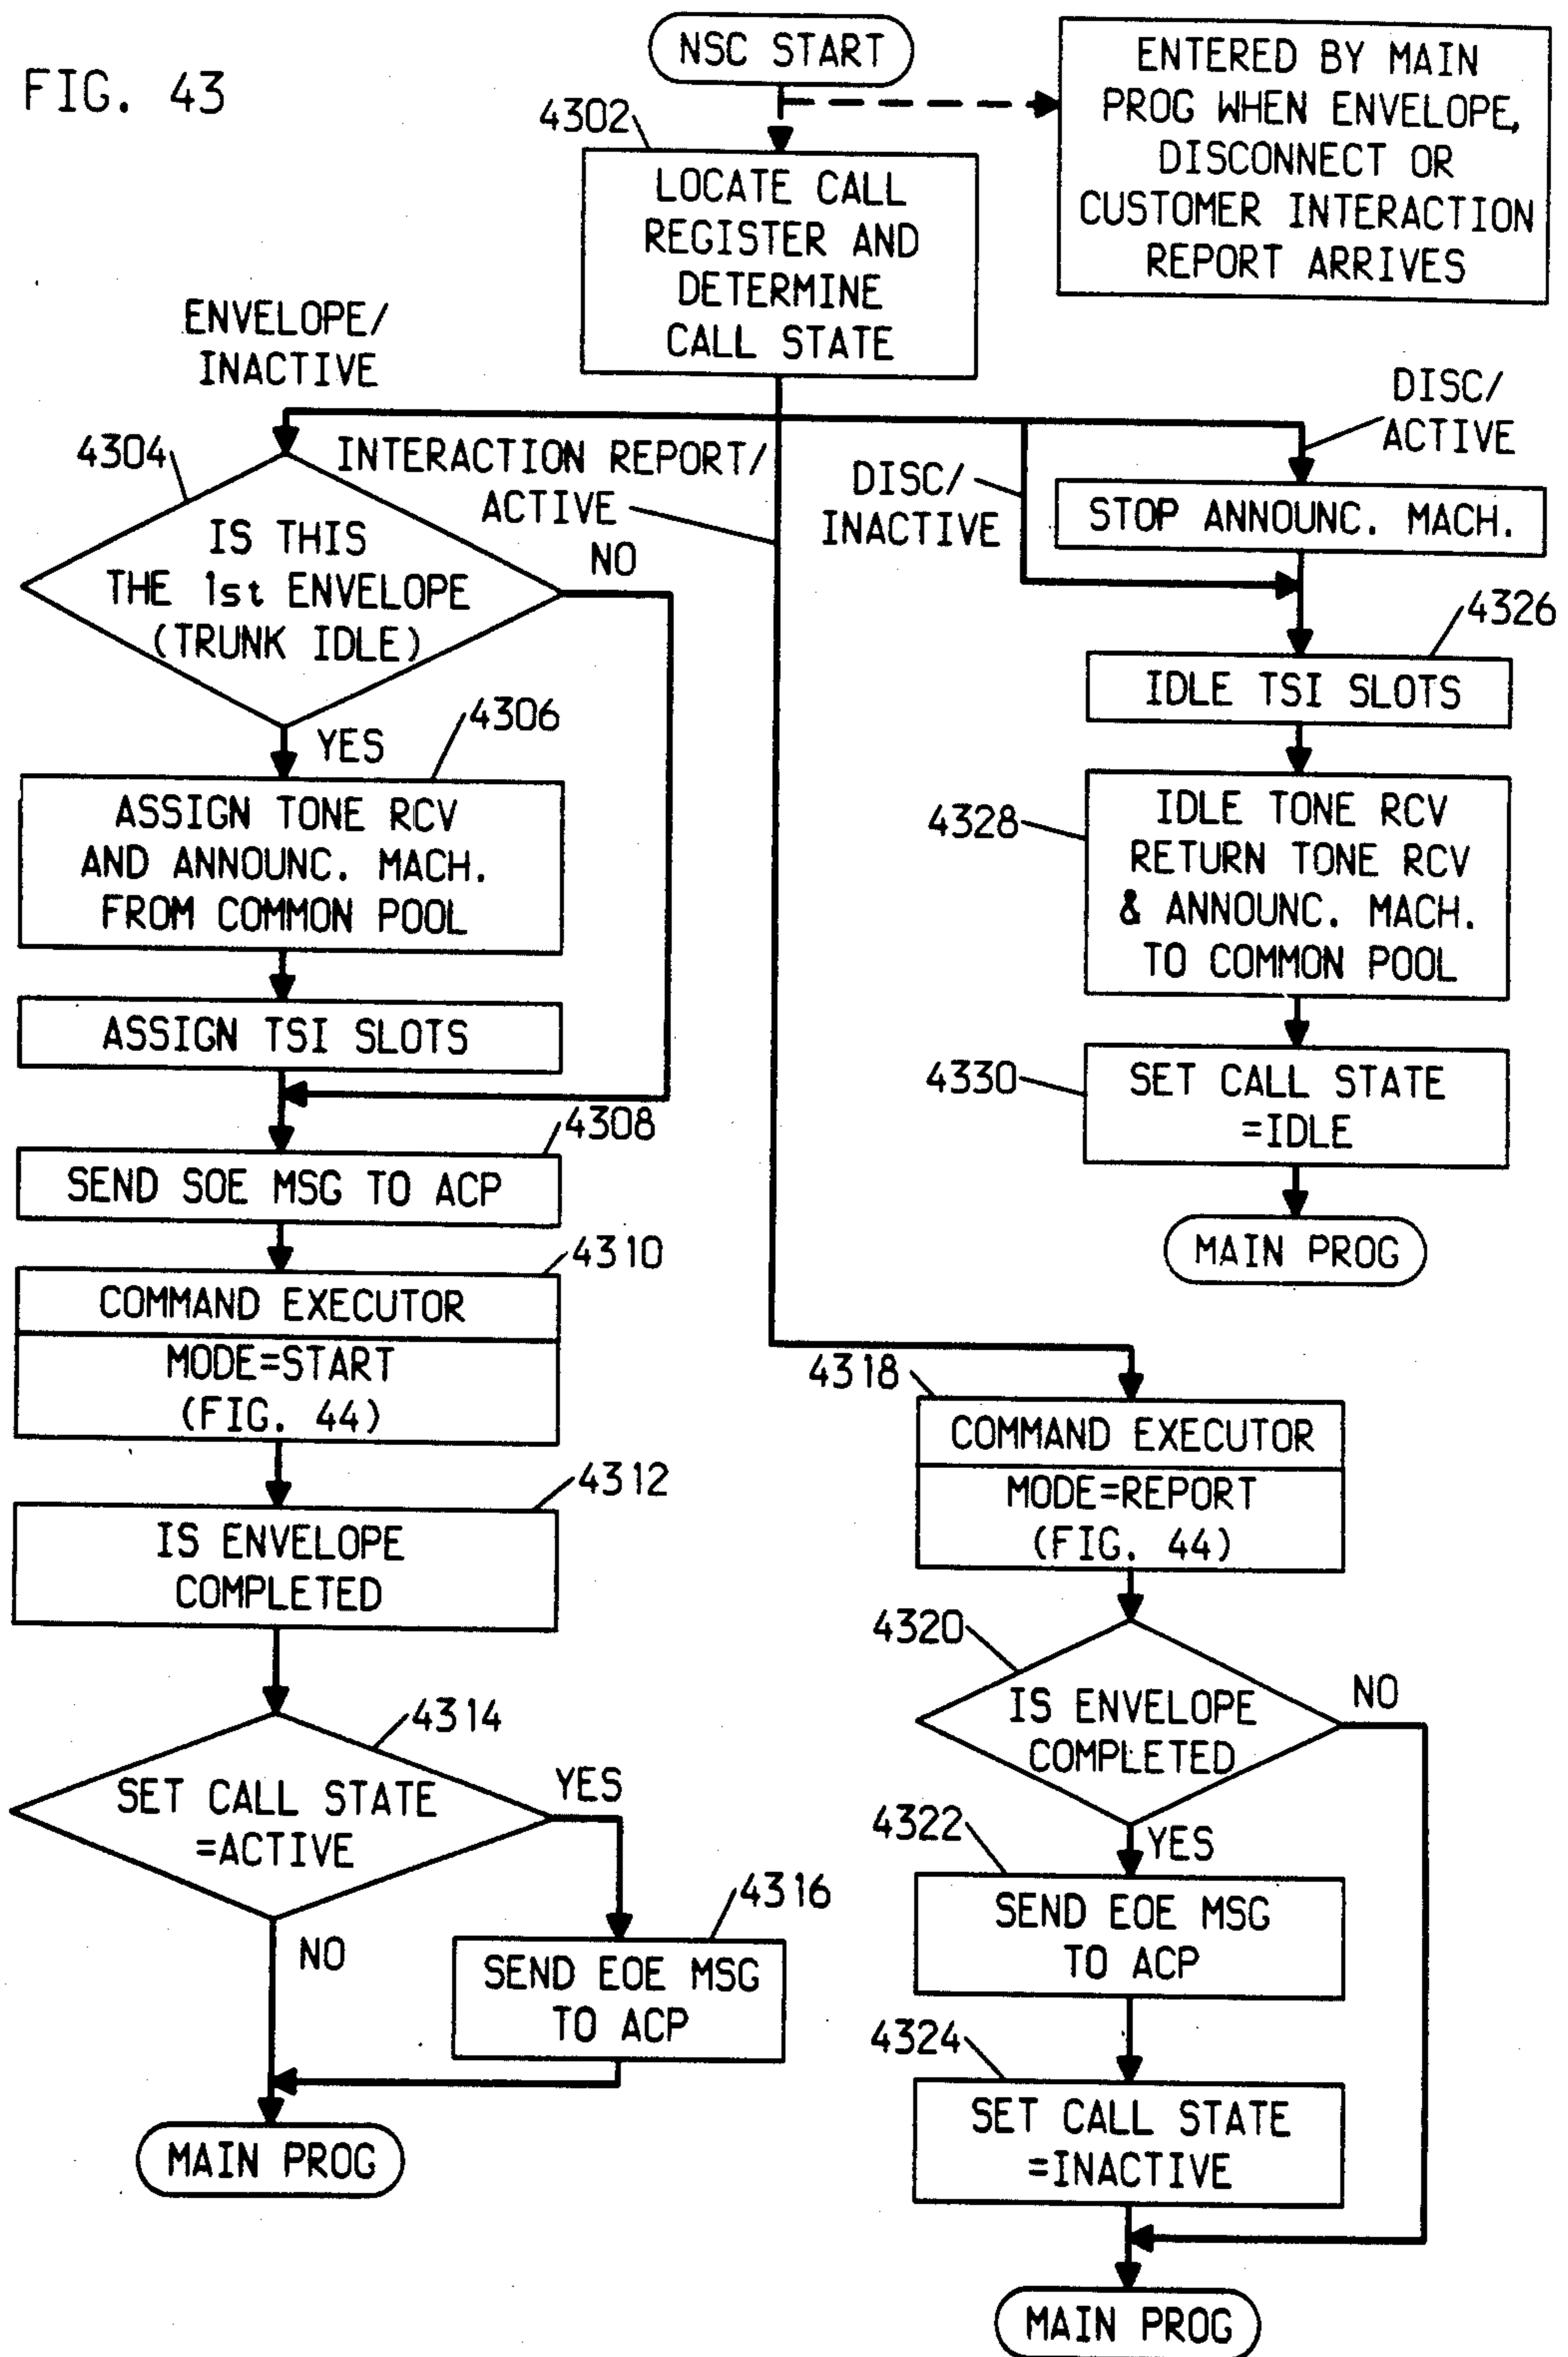 FIG. 43
NSC START
ENTERED BY MAIN
PROG WHEN ENVELOPE,
DISCONNECT OR
CUSTOMER INTERACTION
REPORT ARRIVES
4302
LOCATE CALL
REGISTER AND
DETERMINE
CALL STATE
ENVELOPE/
INACTIVE
INTERACTION REPORT/
ACTIVE
DISC/
INACTIVE
DISC/
ACTIVE
4304
IS THIS
THE 1st ENVELOPE
(TRUNK IDLE)
NO
YES
4306
ASSIGN TONE RCV
AND ANNOUNC. MACH.
FROM COMMON POOL
ASSIGN TSI SLOTS
4308
SEND SOE MSG TO ACP
4310
COMMAND EXECUTOR
MODE=START
(FIG. 44)
4312
IS ENVELOPE
COMPLETED
4314
SET CALL STATE
=ACTIVE
YES
NO
4316
SEND EOE MSG
TO ACP
MAIN PROG
STOP ANNOUNC. MACH.
4326
IDLE TSI SLOTS
4328
IDLE TONE RCV
RETURN TONE RCV
& ANNOUNC. MACH.
TO COMMON POOL
4330
SET CALL STATE
=IDLE
MAIN PROG
4318
COMMAND EXECUTOR
MODE=REPORT
(FIG. 44)
4320
IS ENVELOPE
COMPLETED
NO
YES
4322
SEND EOE MSG
TO ACP
4324
SET CALL STATE
=INACTIVE
MAIN PROG